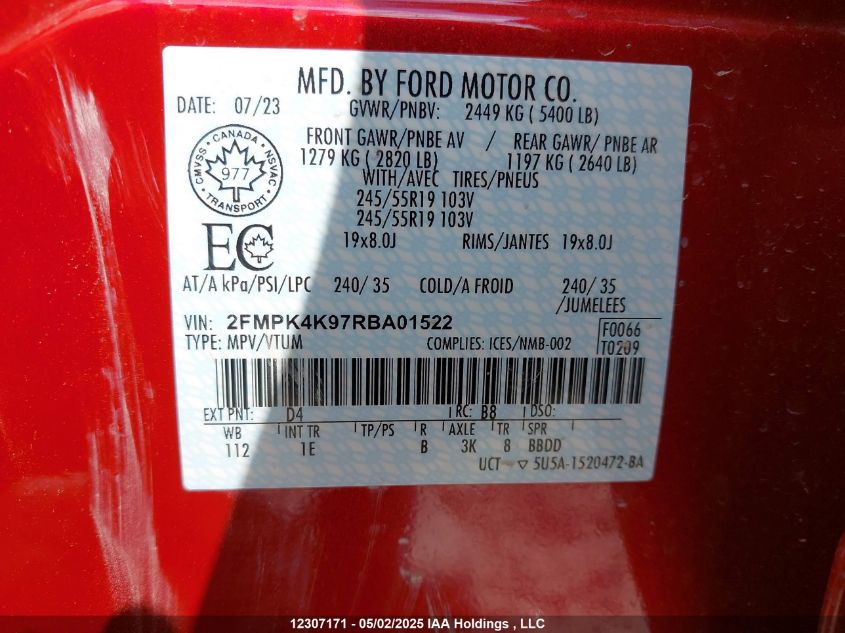 MFD. BY FORD MOTOR CO.
DATE: 07/23 GVWR/PNBV: 2449 KG ( 5400 LB)
FRONT GAWR/PNBE AV / REAR GAWR/ PNBE AR
1279 KG ( 2820 LB) 1197 KG ( 2640 LB)
WITH/AVEC TIRES/PNEUS
245/55R19 103V
245/55R19 103V
19x8.0J RIMS/JANTES 19x8.0J
CANADA
CMVSS NSVAC
977
TRANSPORT
EC
AT/A kPa/PSI/LPC 240/ 35 COLD/A FROID 240/ 35
/JUMELEES
VIN: 2FMPK4K97RBA01522 F0066
TYPE: MPV/VTUM COMPLIES: ICES/NMB-002 T0209
EXT PNT: D4 RC: B8 DSO:
WB INT TR TP/PS R AXLE TR SPR
112 1E B 3K 8 BBDD
UCT 5U5A-1520472-BA
12307171 - 05/02/2025 IAA Holdings , LLC